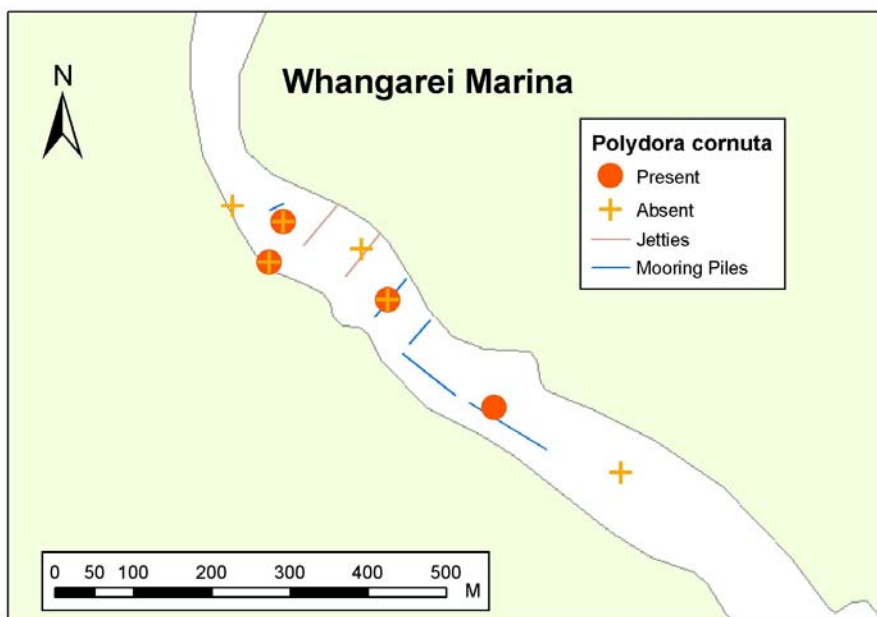 Whangarei Marina
N
Polydora cornuta
Present
Absent
Jetties
Mooring Piles
0 50 100 200 300 400 500
M